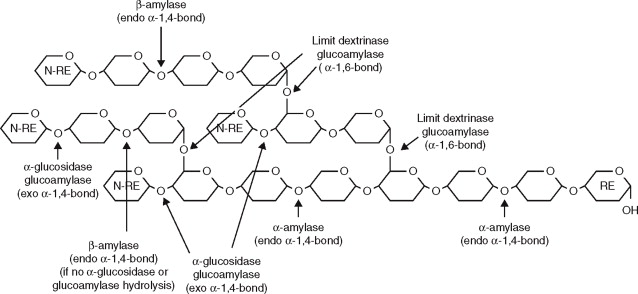 β-amylase
(endo α-1,4-bond)
Limit dextrinase
glucoamylase
( α-1,6-bond)
O
O
O
O
N-RE
O
O
O
O
O
O
O
O
O
N-RE
O
O
O
N-RE
O
O
O
Limit dextrinase
glucoamylase
(α-1,6-bond)
O
O
α-glucosidase
glucoamylase
(exo α-1,4-bond)
O
O
O
O
O
O
O
O
N-RE
O
O
O
O
O
O
O
RE
OH
α-amylase
(endo α-1,4-bond)
α-amylase
(endo α-1,4-bond)
β-amylase
(endo α-1,4-bond)
(if no α-glucosidase or
glucoamylase hydrolysis)
α-glucosidase
glucoamylase
(exo α-1,4-bond)